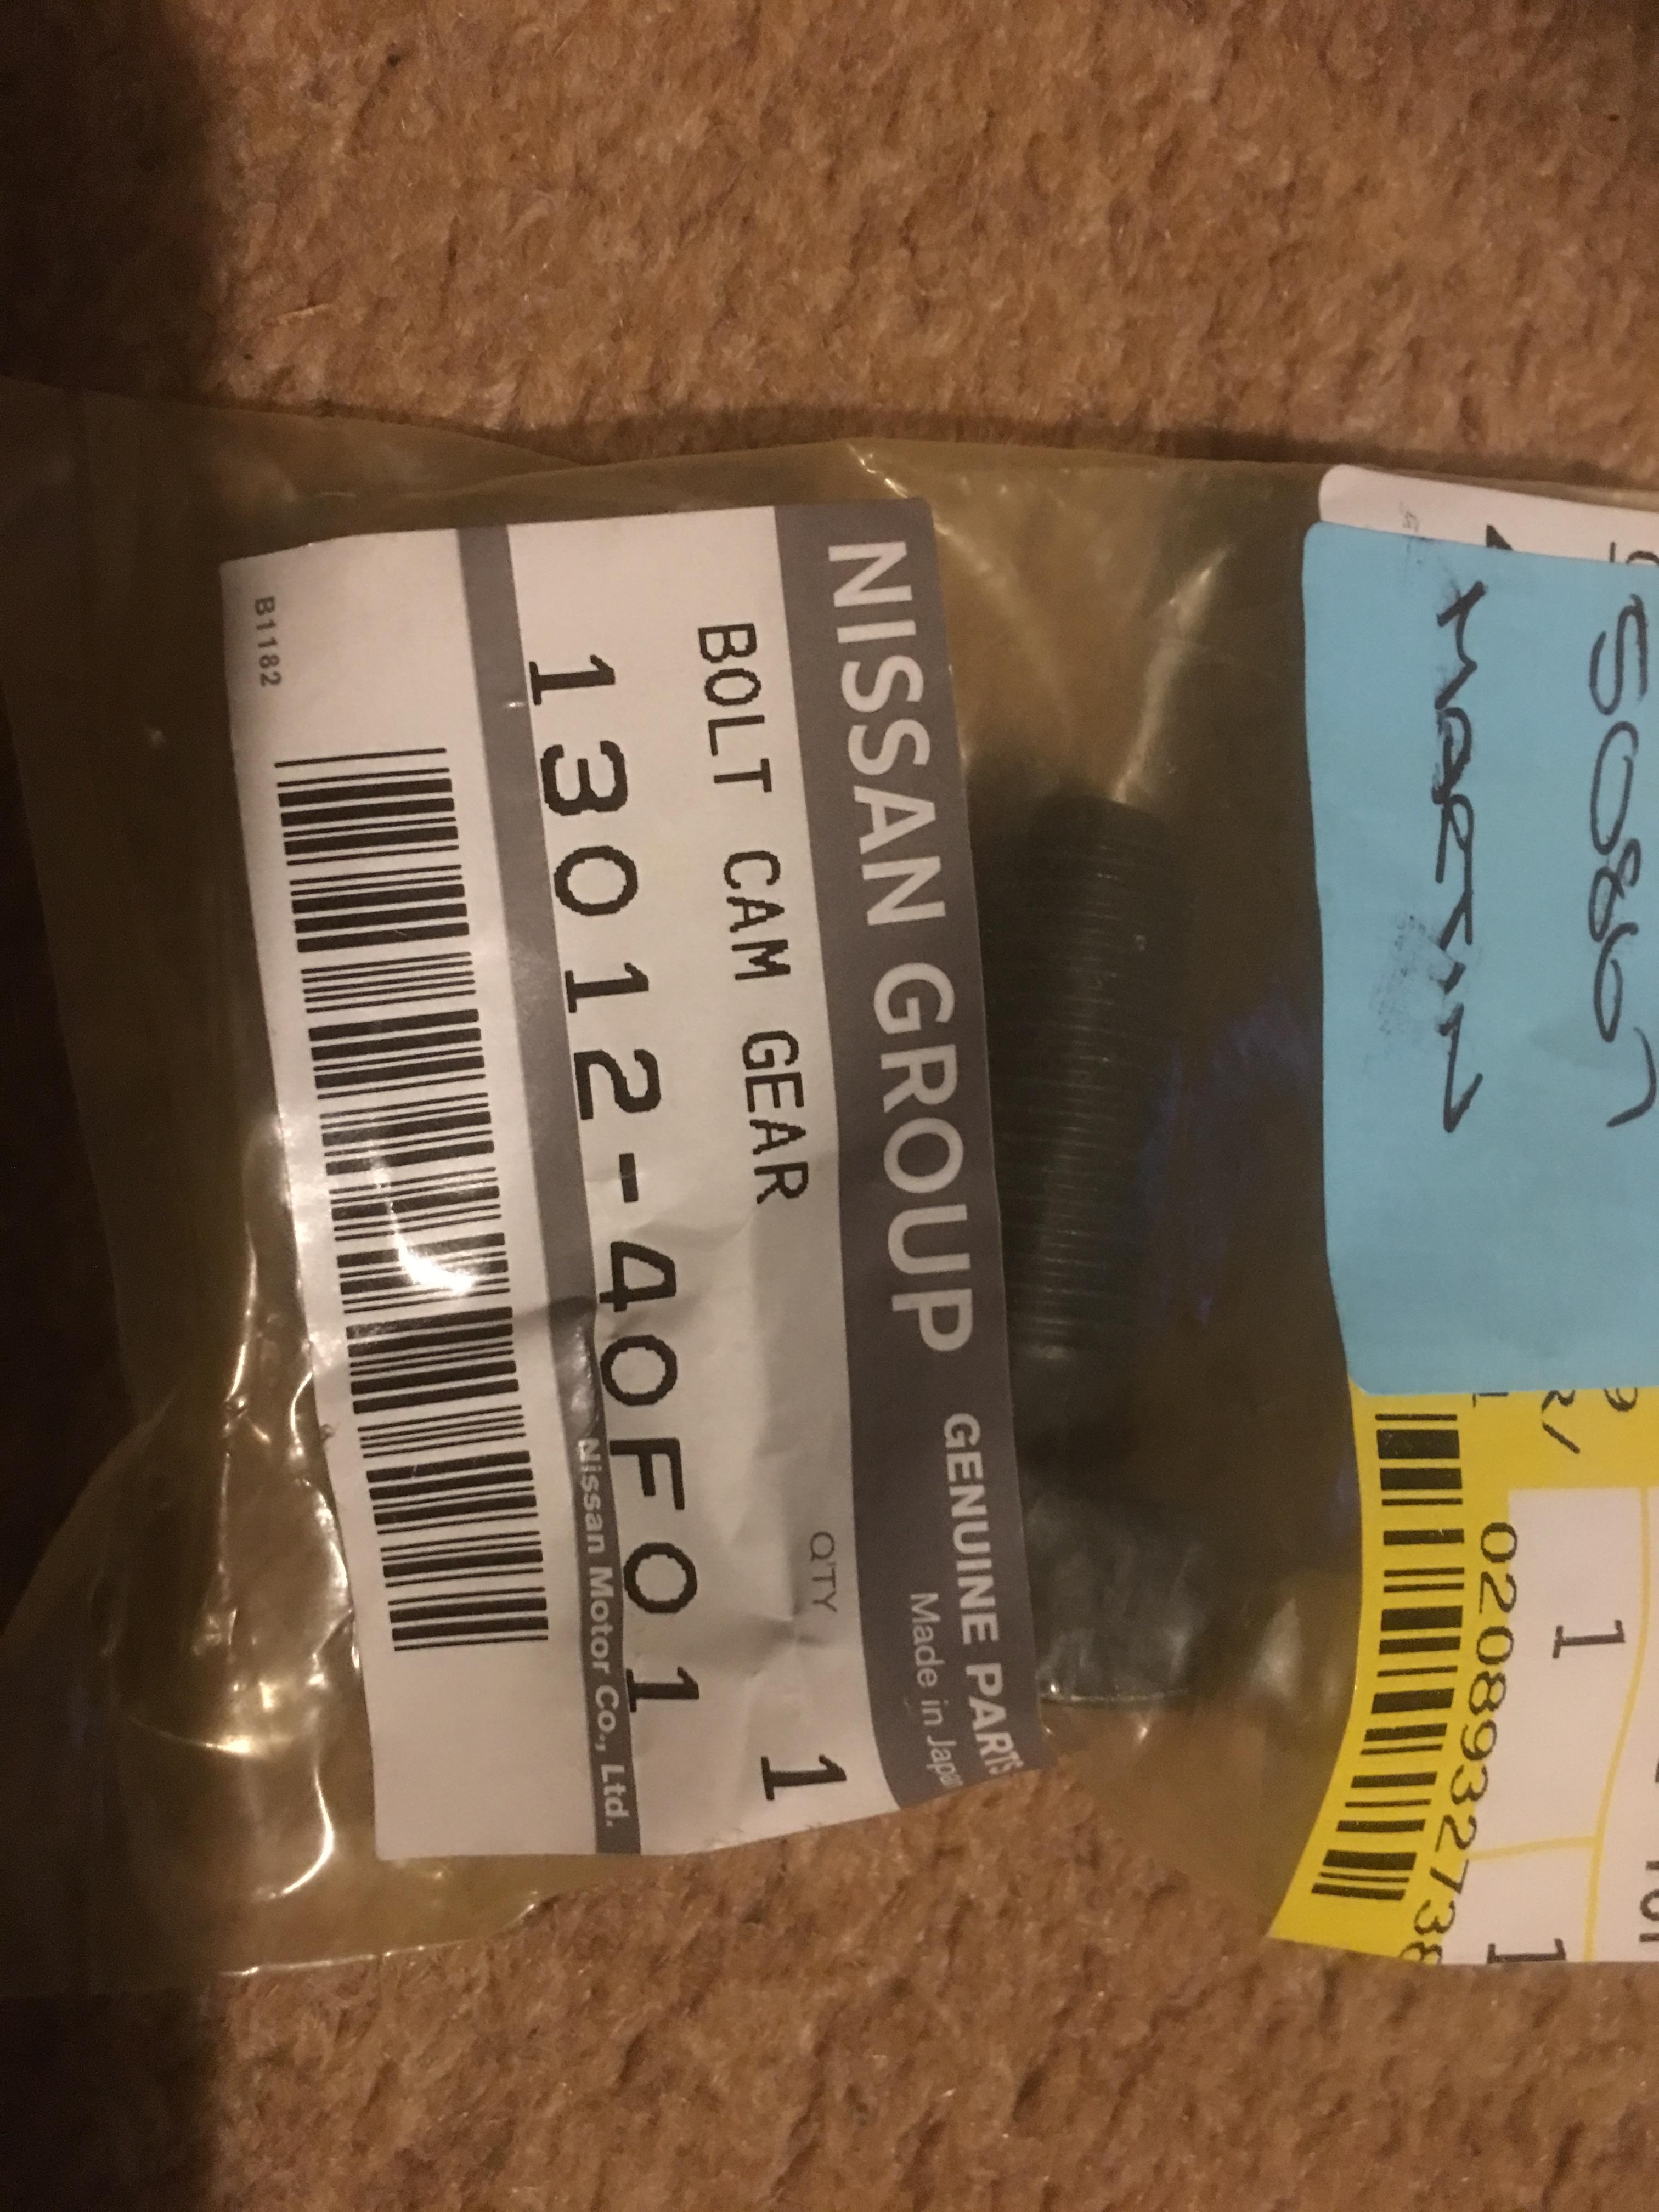 NISSAN GROUP GENUINE PARTS
Made in Japan
BOLT CAM GEAR
QTY 1
13012-40F01
Nissan Motor Co., Ltd.
B1182
MARTIN
0208932738
1
1